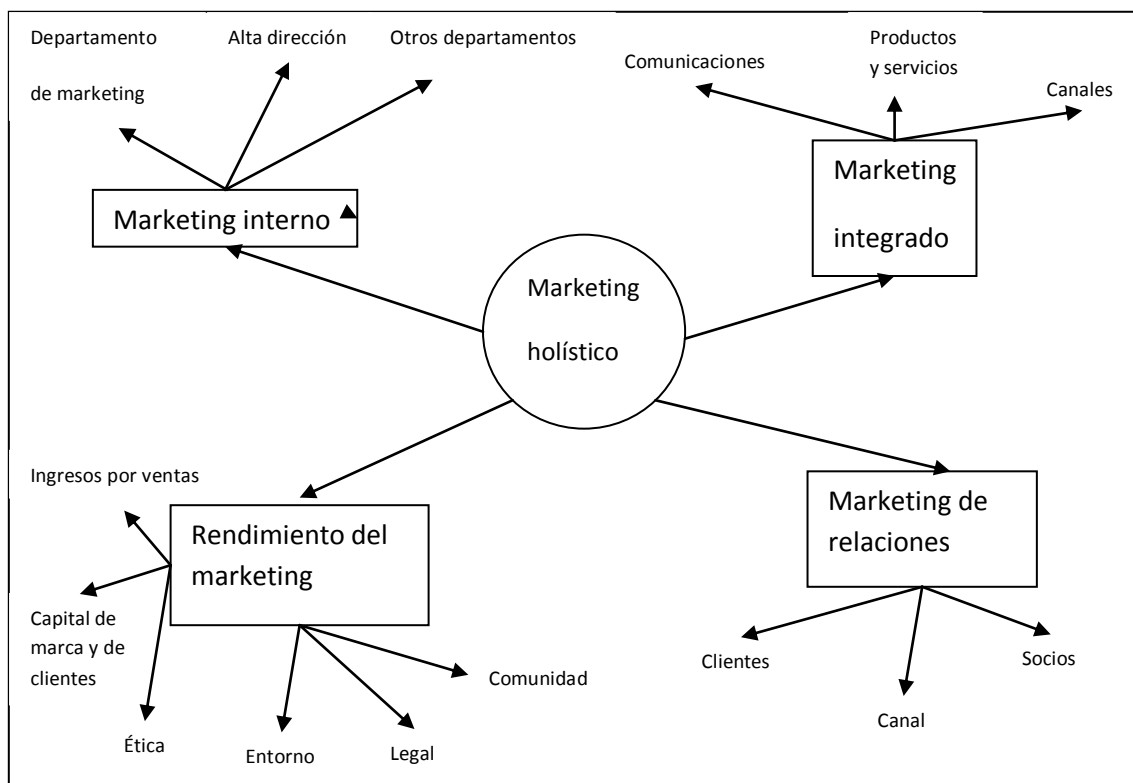 Departamento
de marketing
Alta dirección
Otros departamentos
Comunicaciones
Productos
y servicios
Canales
Marketing interno
Marketing
integrado
Marketing
holístico
Ingresos por ventas
Rendimiento del
marketing
Capital de
marca y de
clientes
Ética
Entorno
Legal
Comunidad
Marketing de
relaciones
Clientes
Canal
Socios